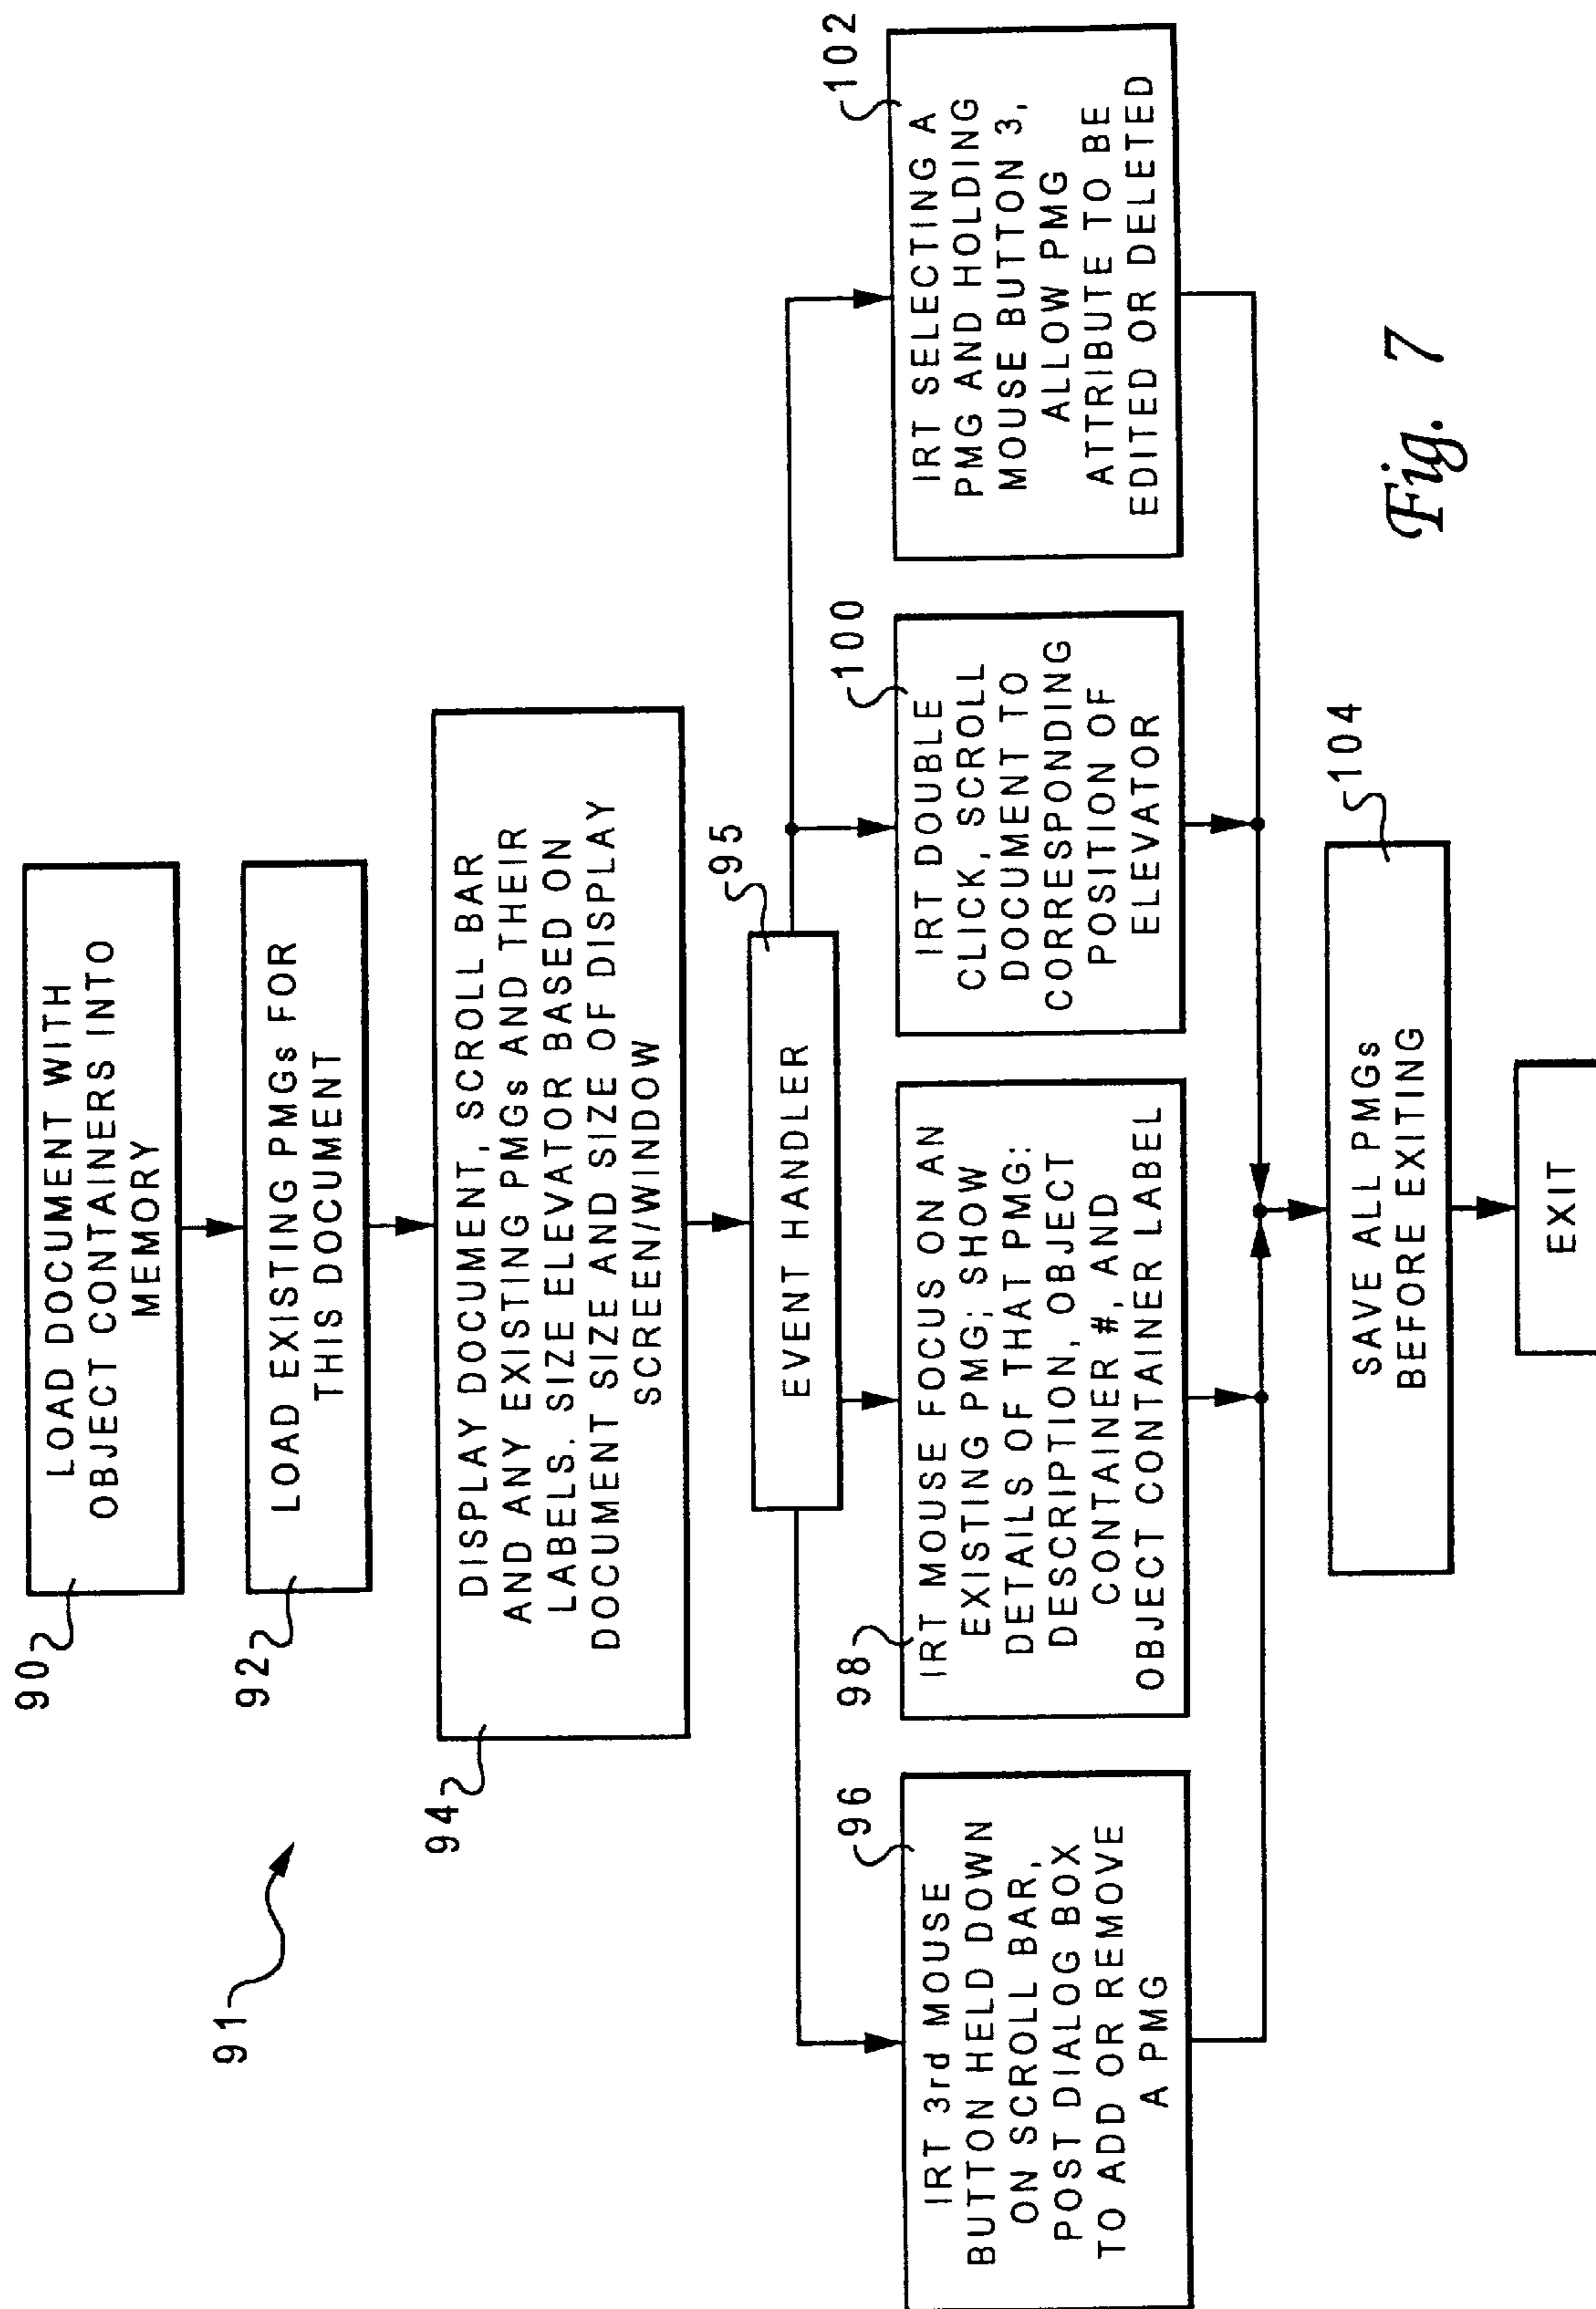 91
90
LOAD DOCUMENT WITH
OBJECT CONTAINERS INTO
MEMORY
92
LOAD EXISTING PMGs FOR
THIS DOCUMENT
94
DISPLAY DOCUMENT, SCROLL BAR
AND ANY EXISTING PMGs AND THEIR
LABELS. SIZE ELEVATOR BASED ON
DOCUMENT SIZE AND SIZE OF DISPLAY
SCREEN/WINDOW
95
EVENT HANDLER
96
IRT 3rd MOUSE
BUTTON HELD DOWN
ON SCROLL BAR,
POST DIALOG BOX
TO ADD OR REMOVE
A PMG
98
IRT MOUSE FOCUS ON AN
EXISTING PMG; SHOW
DETAILS OF THAT PMG:
DESCRIPTION, OBJECT
CONTAINER #, AND
OBJECT CONTAINER LABEL
100
IRT DOUBLE
CLICK, SCROLL
DOCUMENT TO
CORRESPONDING
POSITION OF
ELEVATOR
102
IRT SELECTING A
PMG AND HOLDING
MOUSE BUTTON 3,
ALLOW PMG
ATTRIBUTE TO BE
EDITED OR DELETED
104
SAVE ALL PMGs
BEFORE EXITING
EXIT
Fig. 7